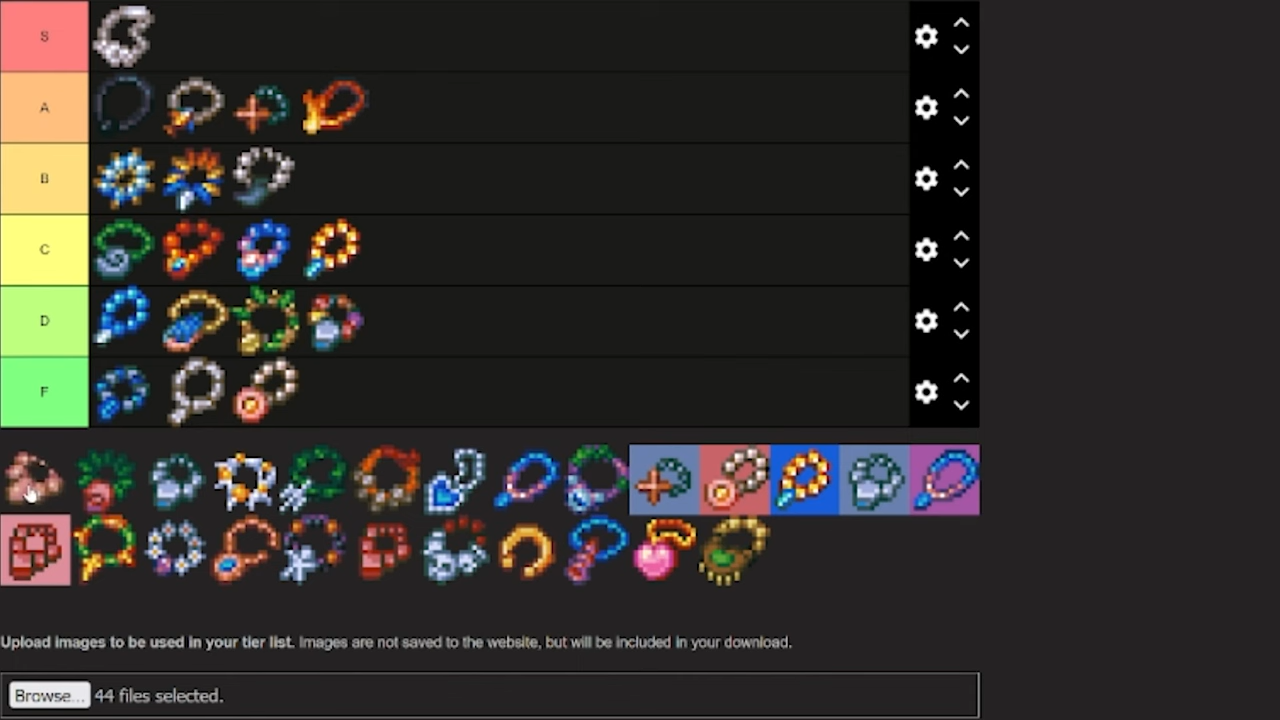 S
A
B
C
D
F
Upload images to be used in your tier list. Images are not saved to the website, but will be included in your download.
Browse... 44 files selected.